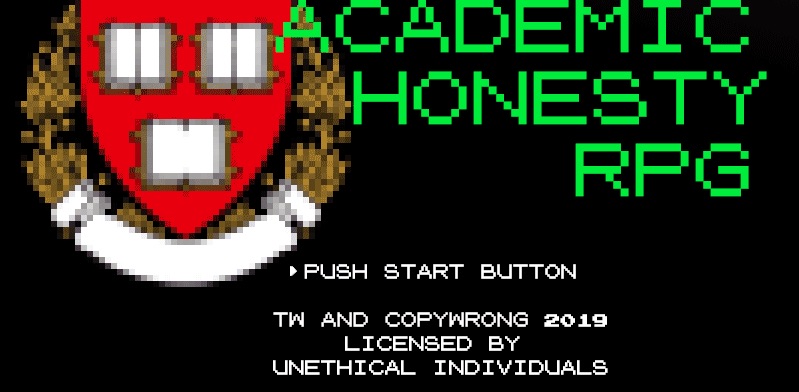 ACADEMIC
HONESTY
RPG
PUSH START BUTTON
TW AND COPYWRONG 2019
LICENSED BY
UNETHICAL INDIVIDUALS